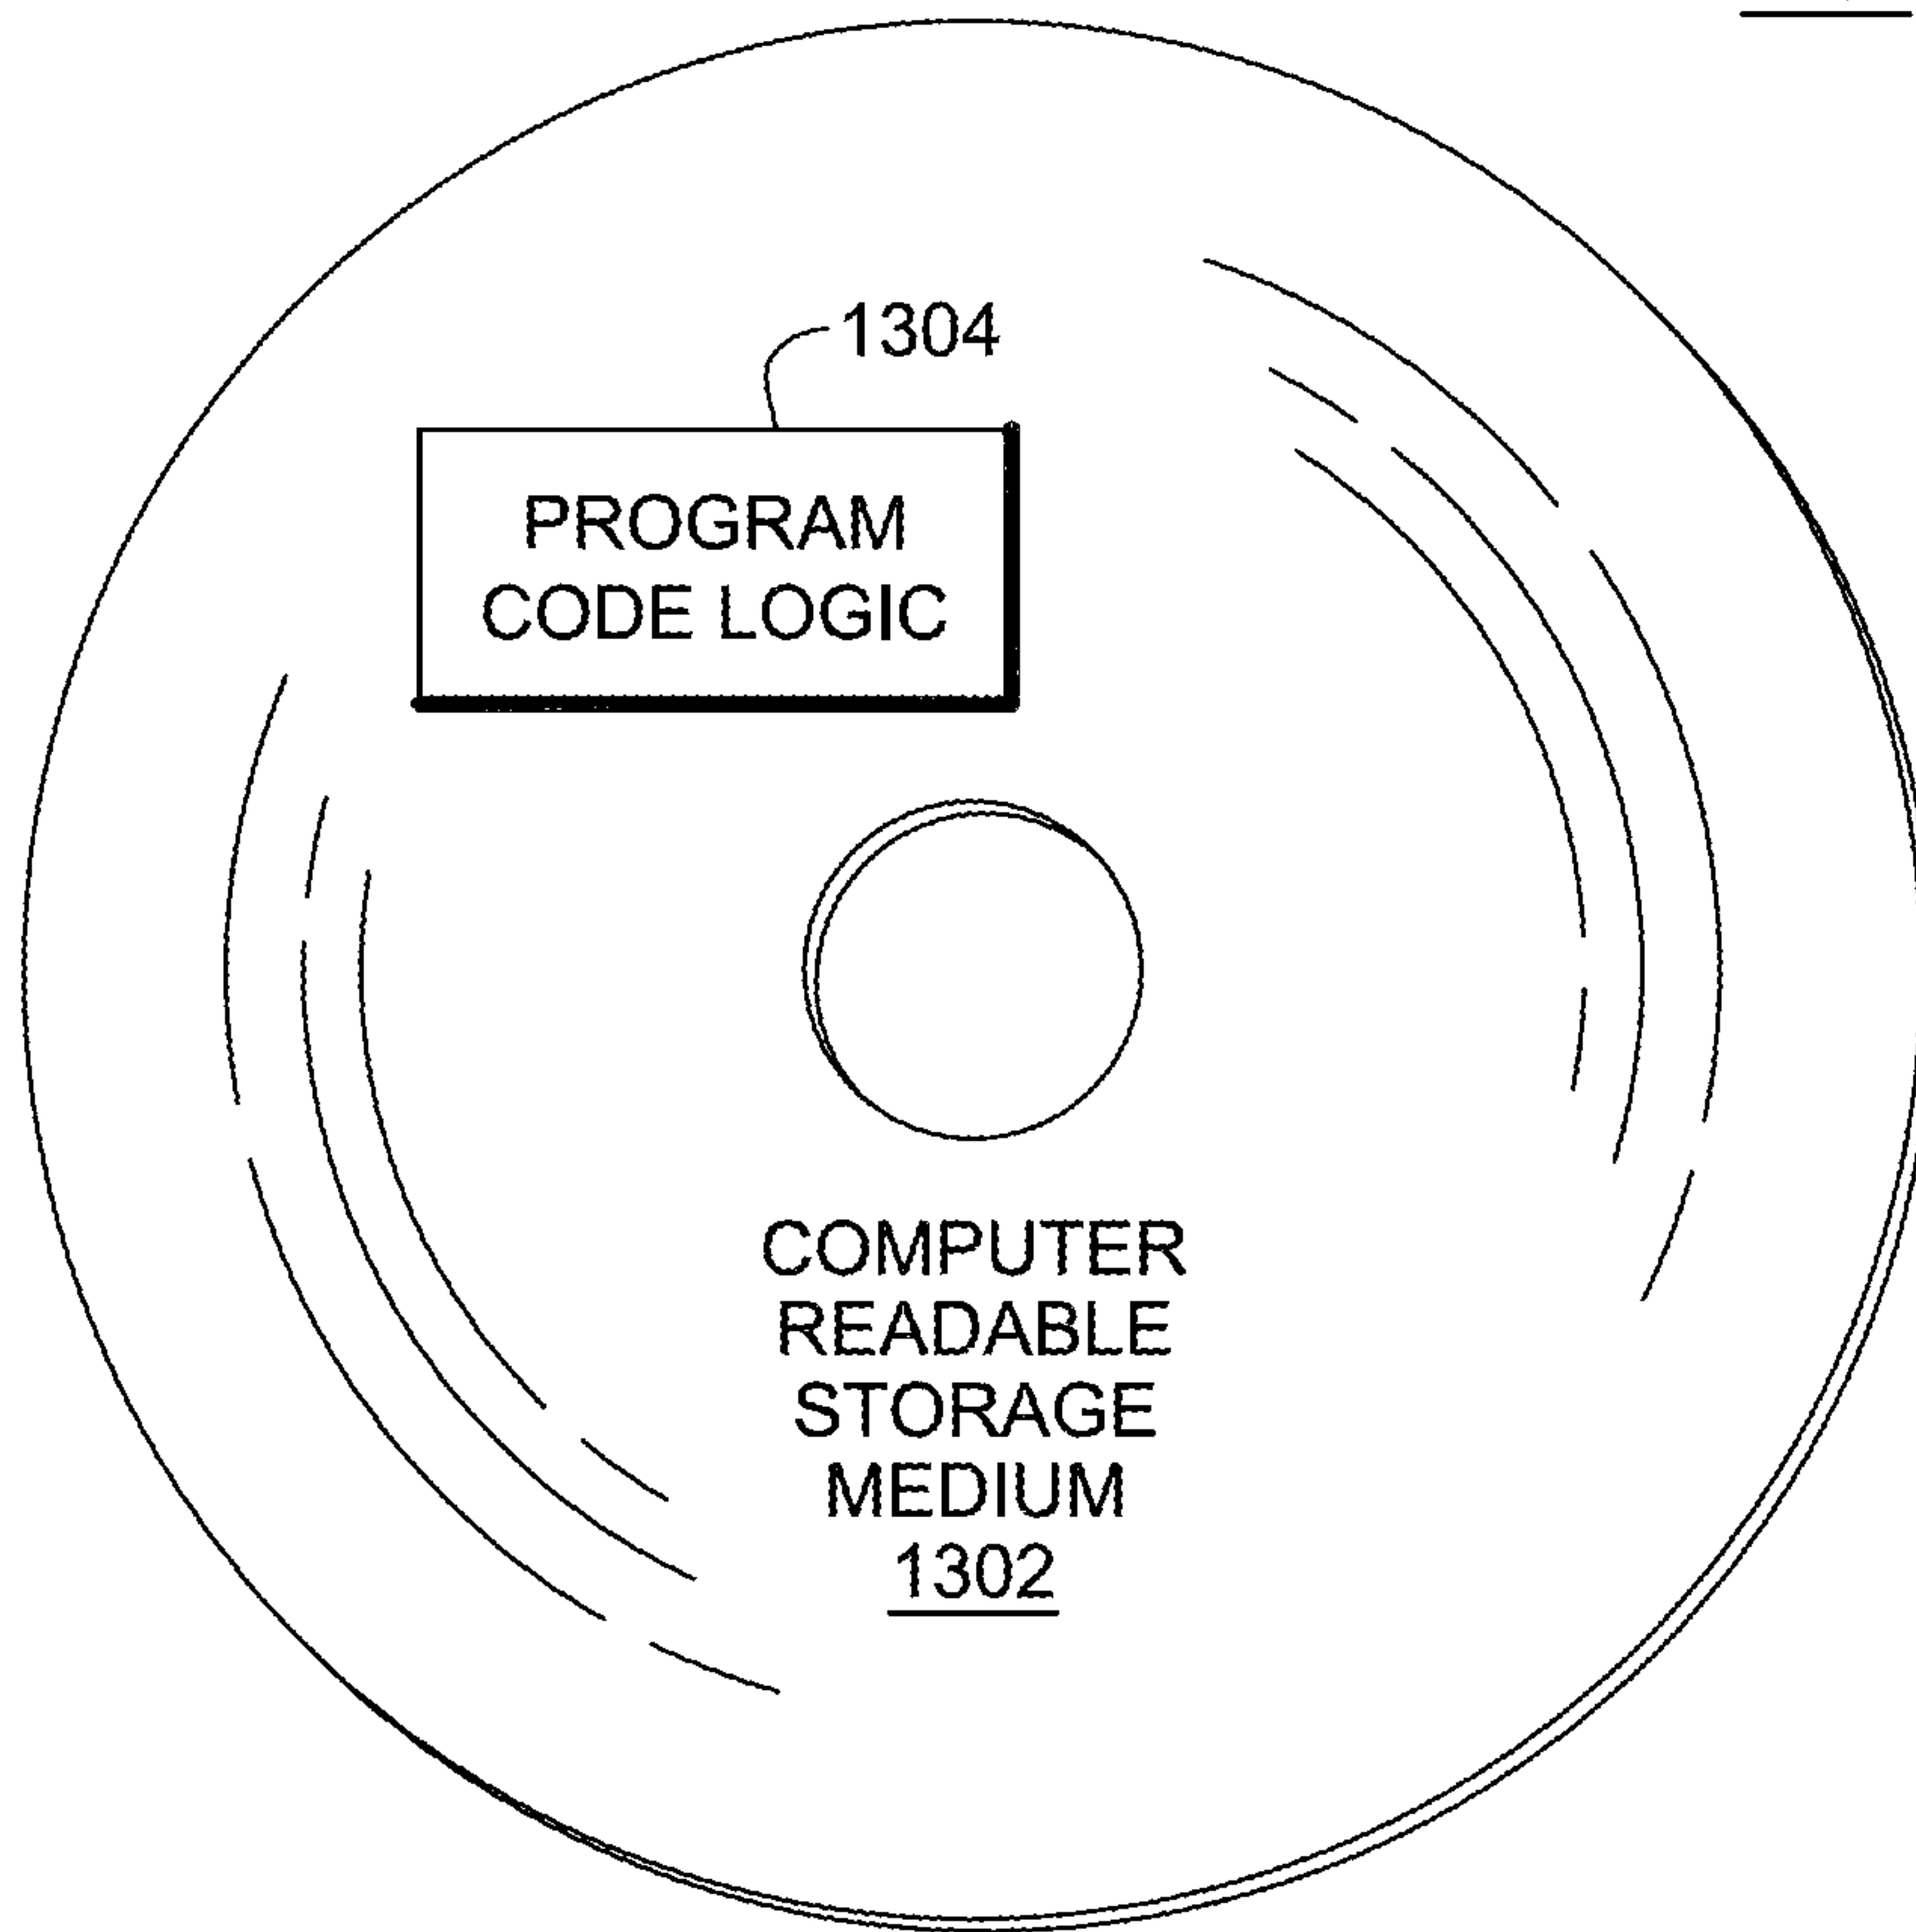 1304
PROGRAM
CODE LOGIC
COMPUTER
READABLE
STORAGE
MEDIUM
1302